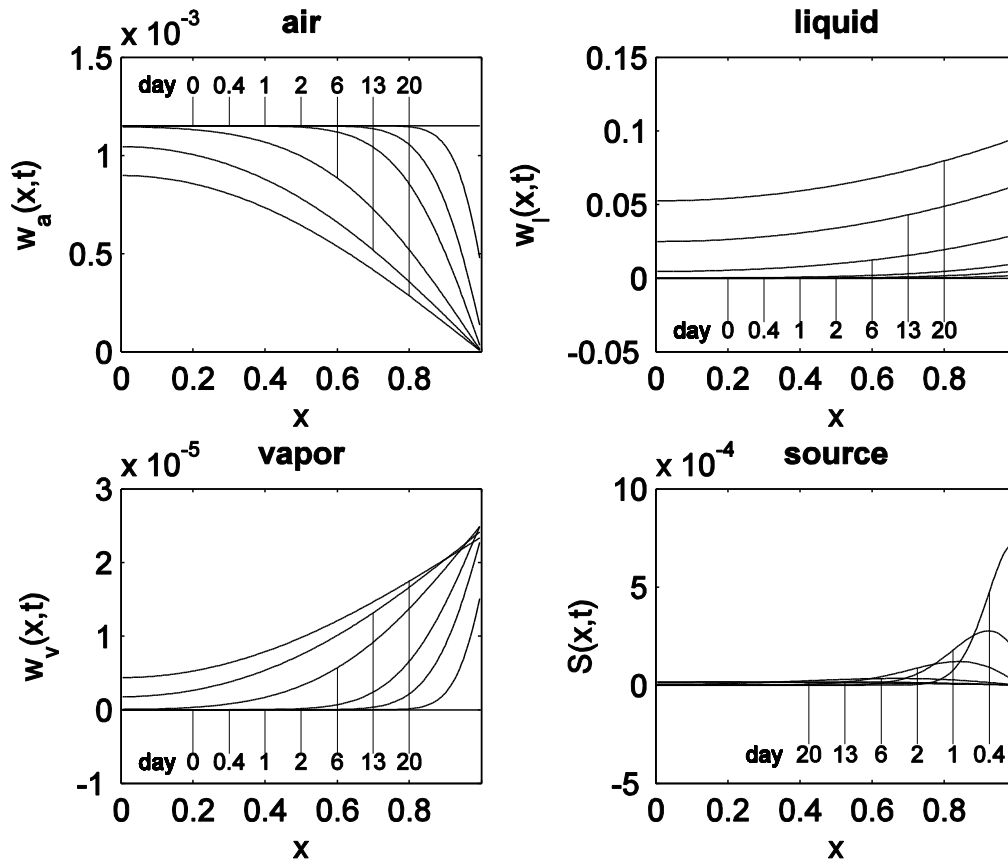 air
x 10^-3
1.5
1
0.5
0
day 0 0.4 1 2 6 13 20
w_a(x,t)
0 0.2 0.4 0.6 0.8
x
liquid
0.15
0.1
0.05
0
-0.05
day 0 0.4 1 2 6 13 20
w_l(x,t)
0 0.2 0.4 0.6 0.8
x
vapor
x 10^-5
3
2
1
0
-1
day 0 0.4 1 2 6 13 20
w_v(x,t)
0 0.2 0.4 0.6 0.8
x
source
x 10^-4
10
5
0
-5
day 20 13 6 2 1 0.4
S(x,t)
0 0.2 0.4 0.6 0.8
x